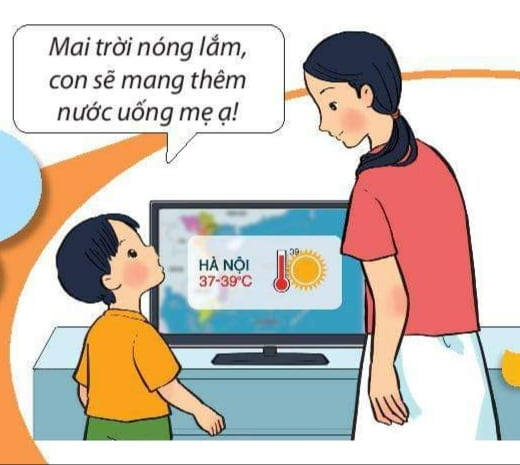 Mai trời nóng lắm,
con sẽ mang thêm
nước uống mẹ ạ!
39
HÀ NỘI
37-39°C